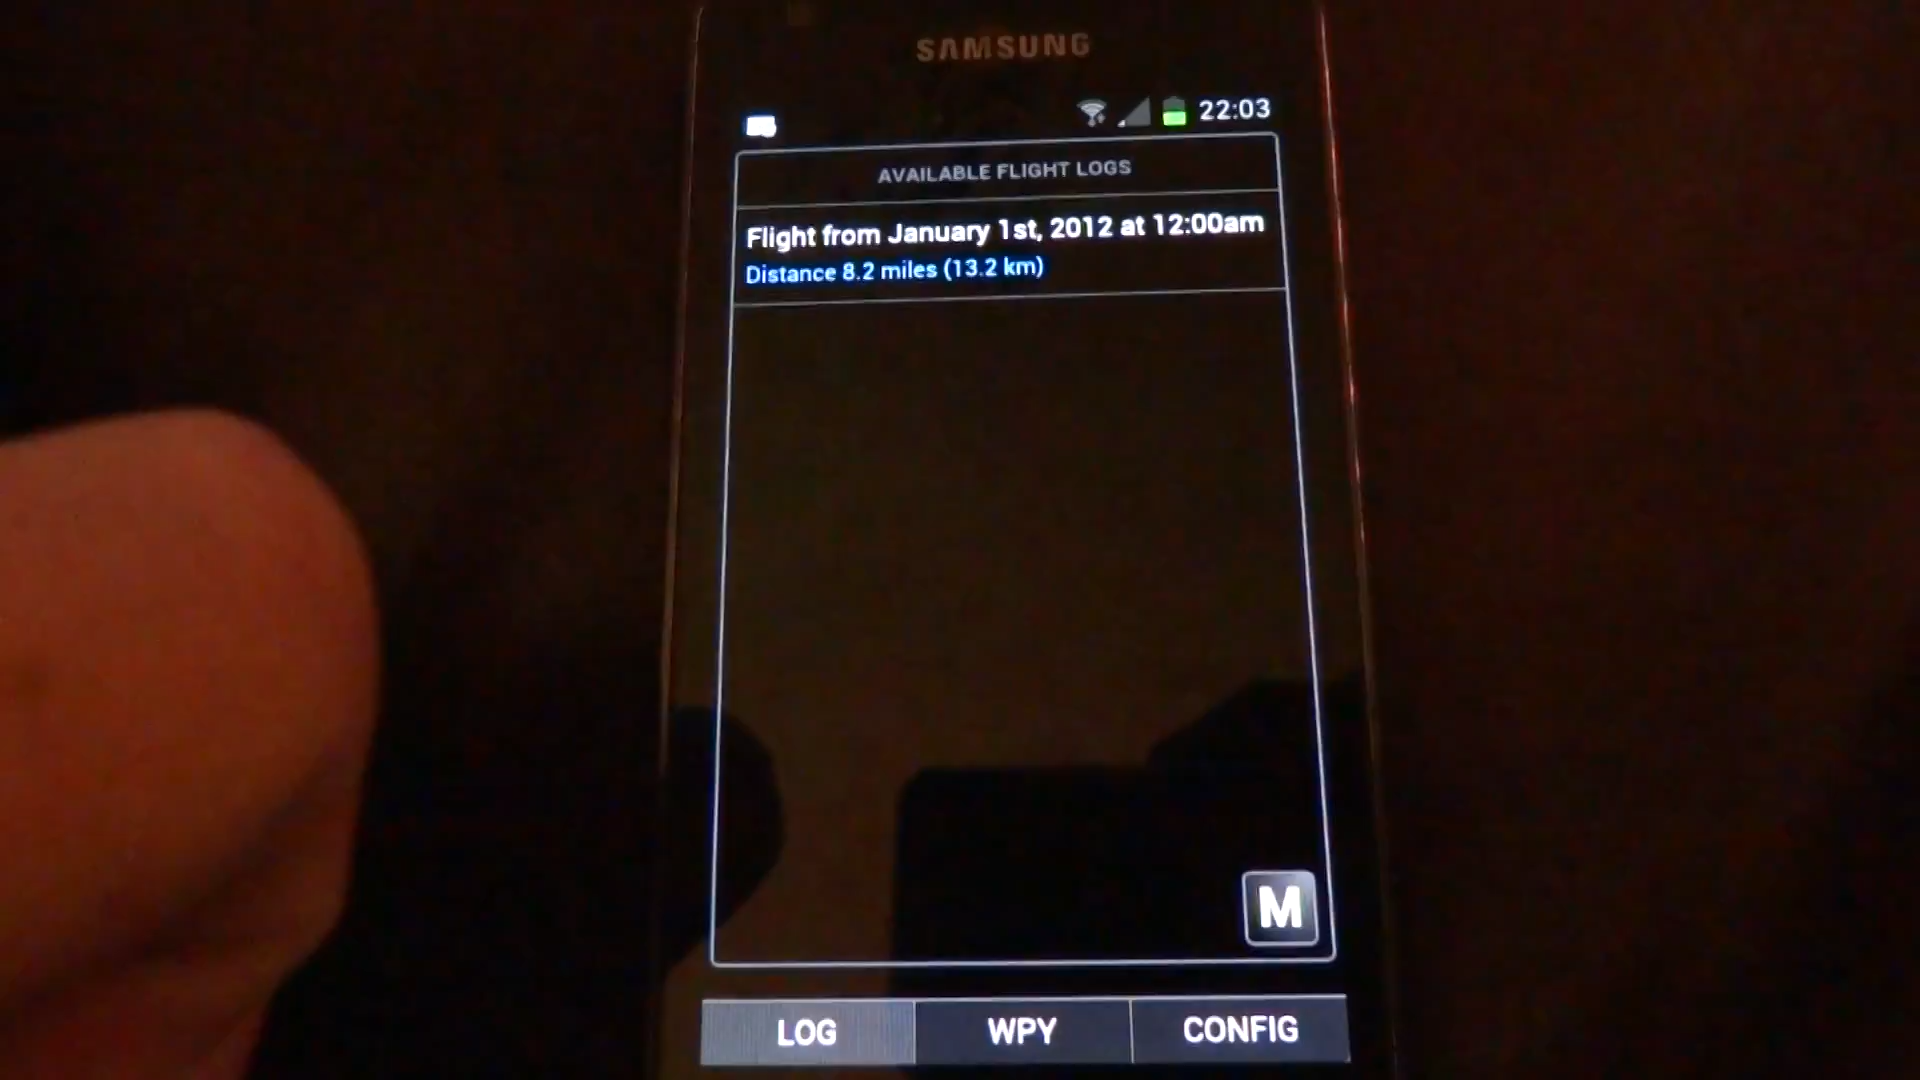 SAMSUNG
22:03
AVAILABLE FLIGHT LOGS
Flight from January 1st, 2012 at 12:00am
Distance 8.2 miles (13.2 km)
M
LOG WPY CONFIG